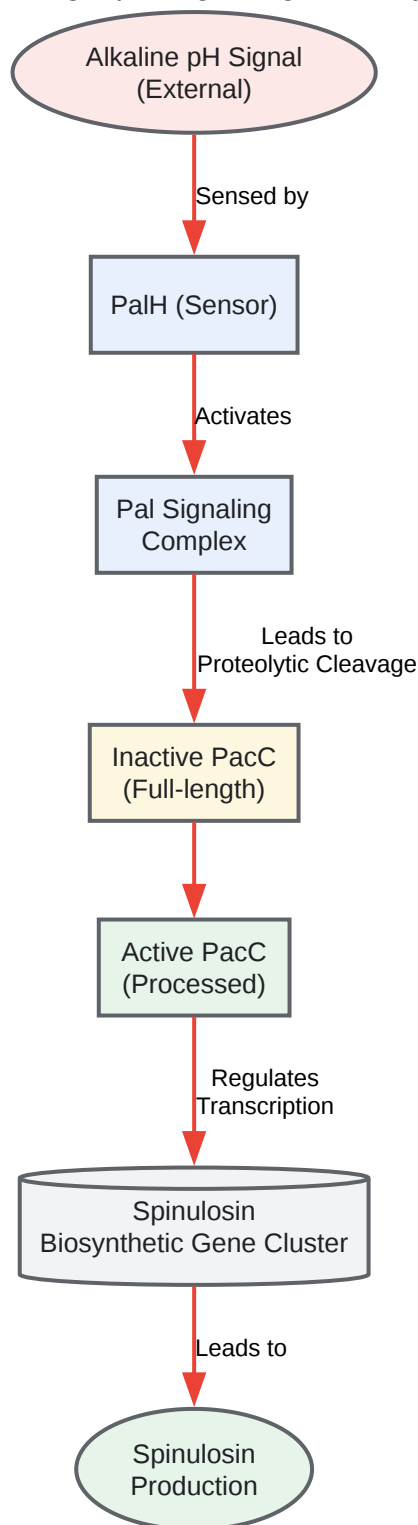 Alkaline pH Signal
(External)
Sensed by
PalH (Sensor)
Activates
Pal Signaling
Complex
Leads to
Proteolytic Cleavage
Inactive PacC
(Full-length)
Active PacC
(Processed)
Regulates
Transcription
Spinulosin
Biosynthetic Gene Cluster
Leads to
Spinulosin
Production